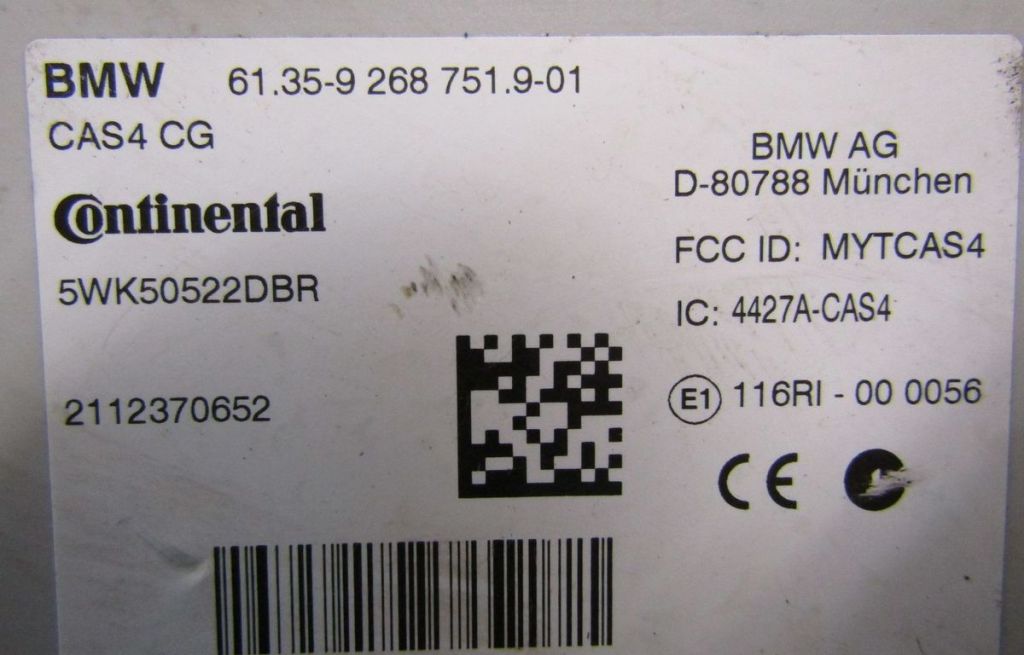 BMW 61.35-9 268 751.9-01
CAS4 CG
Continental
5WK50522DBR
2112370652
BMW AG
D-80788 München
FCC ID: MYTCAS4
IC: 4427A-CAS4
E1 116RI - 00 0056
CE